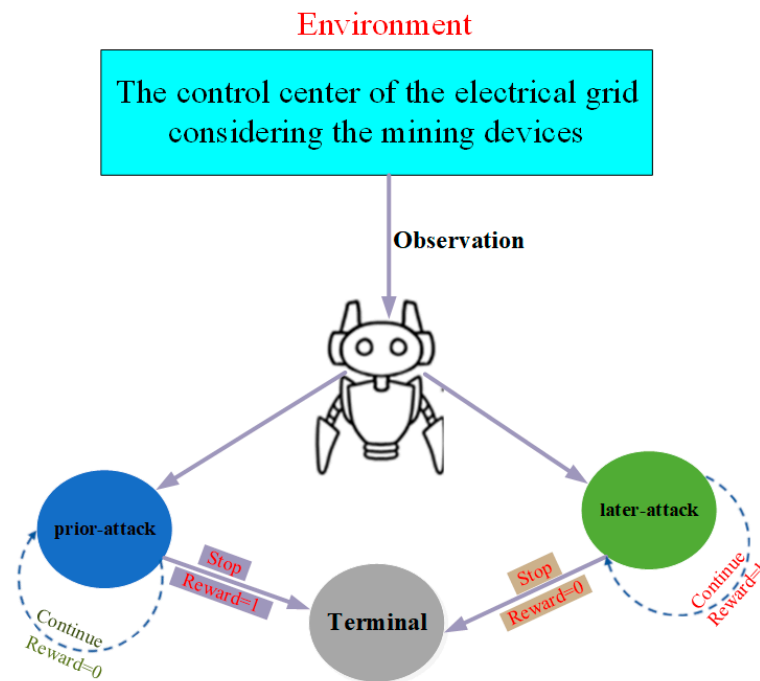 Environment
The control center of the electrical grid
considering the mining devices
Observation
prior-attack
later-attack
Stop
Reward=1
Stop
Reward=0
Terminal
Continue
Reward=0
Continue